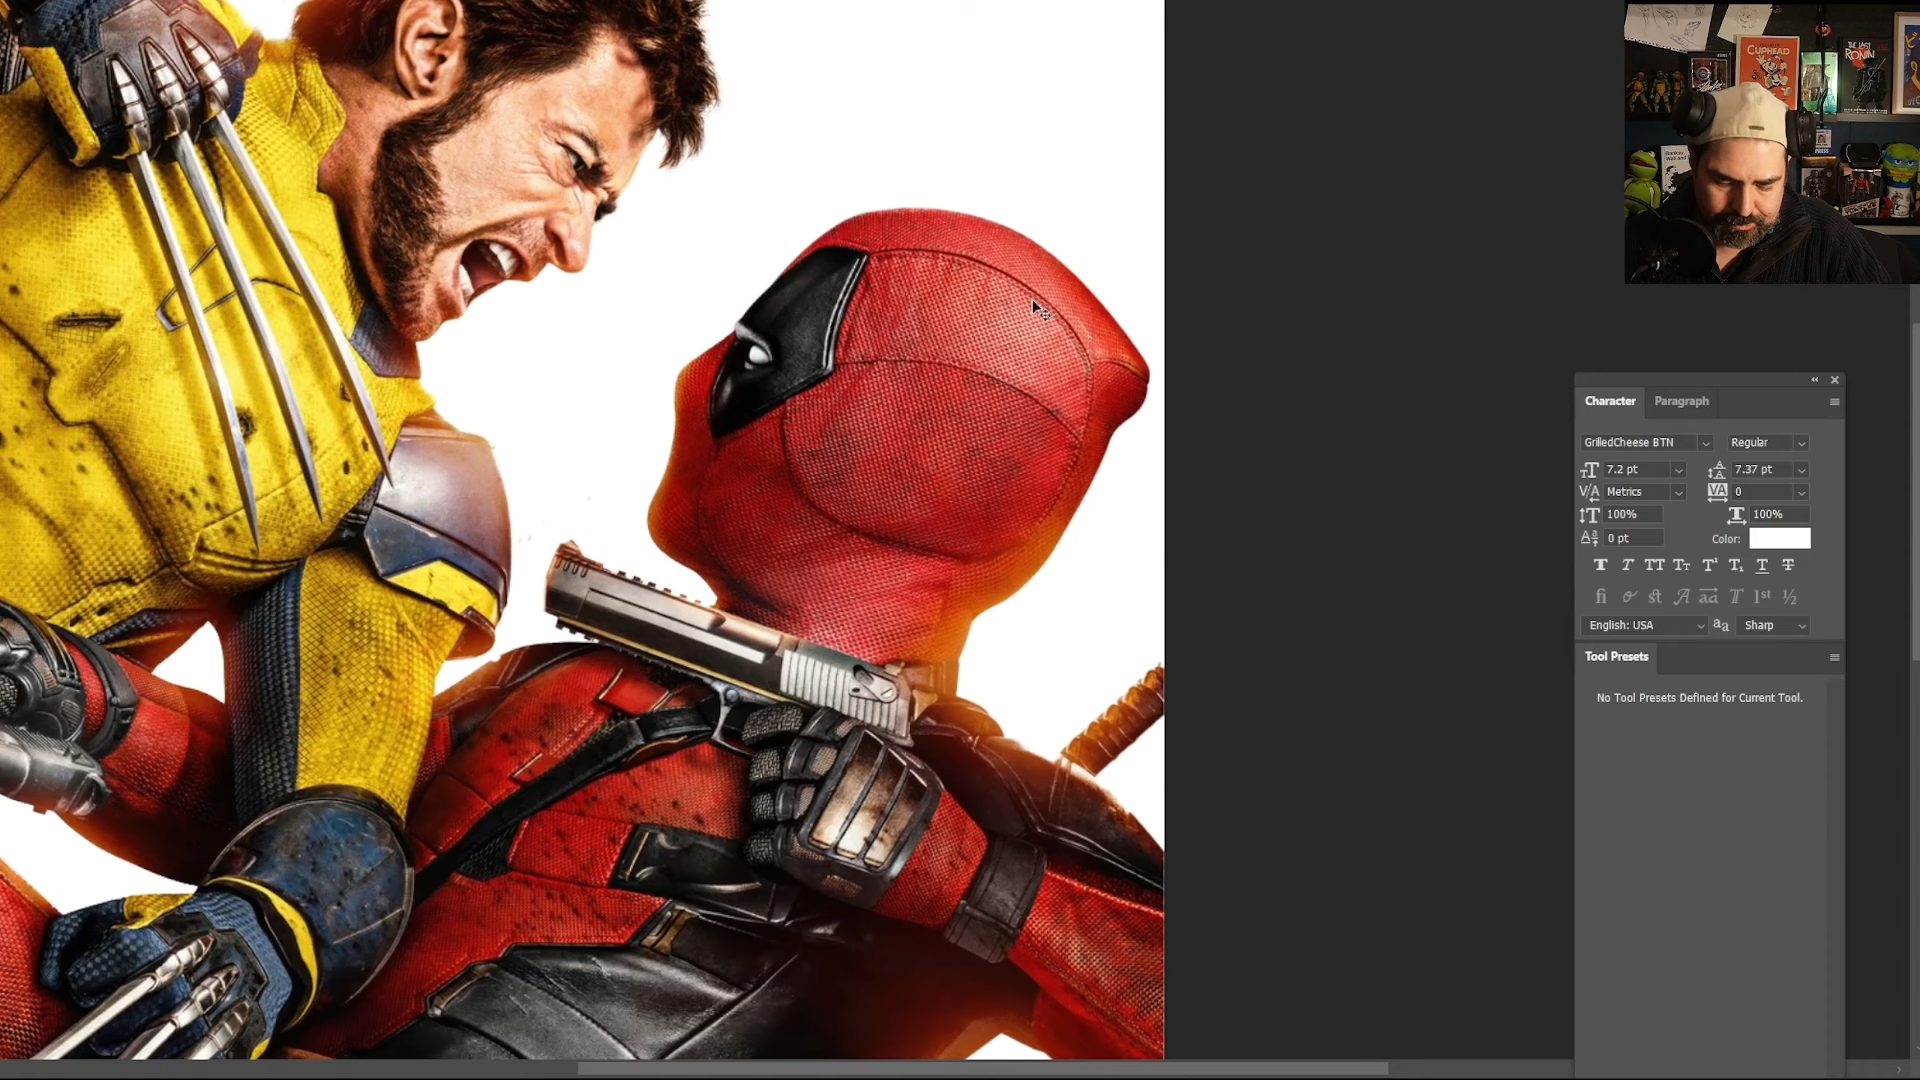 CUPHEAD
THE LAST
RONIN
PRESS
Character
Paragraph
GrilledCheese BTN
Regular
7.2 pt
7.37 pt
Metrics
0
100%
100%
0 pt
Color:
English: USA
Sharp
Tool Presets
No Tool Presets Defined for Current Tool.